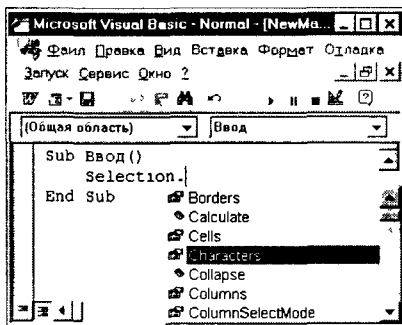 Microsoft Visual Basic - Normal - [NewMa...
Файл Правка Вид Вставка Формат Отладка
Запуск Сервис Окно ?
(Общая область) Ввод
Sub Ввод()
Selection.
End Sub
Borders
Calculate
Cells
Characters
Collapse
Columns
ColumnSelectMode